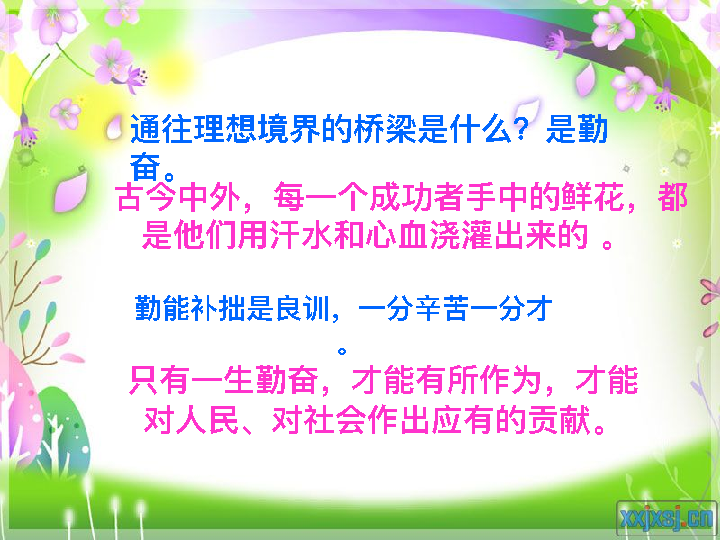 通往理想境界的桥梁是什么？是勤
奋。
古今中外，每一个成功者手中的鲜花，都
是他们用汗水和心血浇灌出来的 。
勤能补拙是良训，一分辛苦一分才
。
只有一生勤奋，才能有所作为，才能
对人民、对社会作出应有的贡献。
xxjxsj.cn